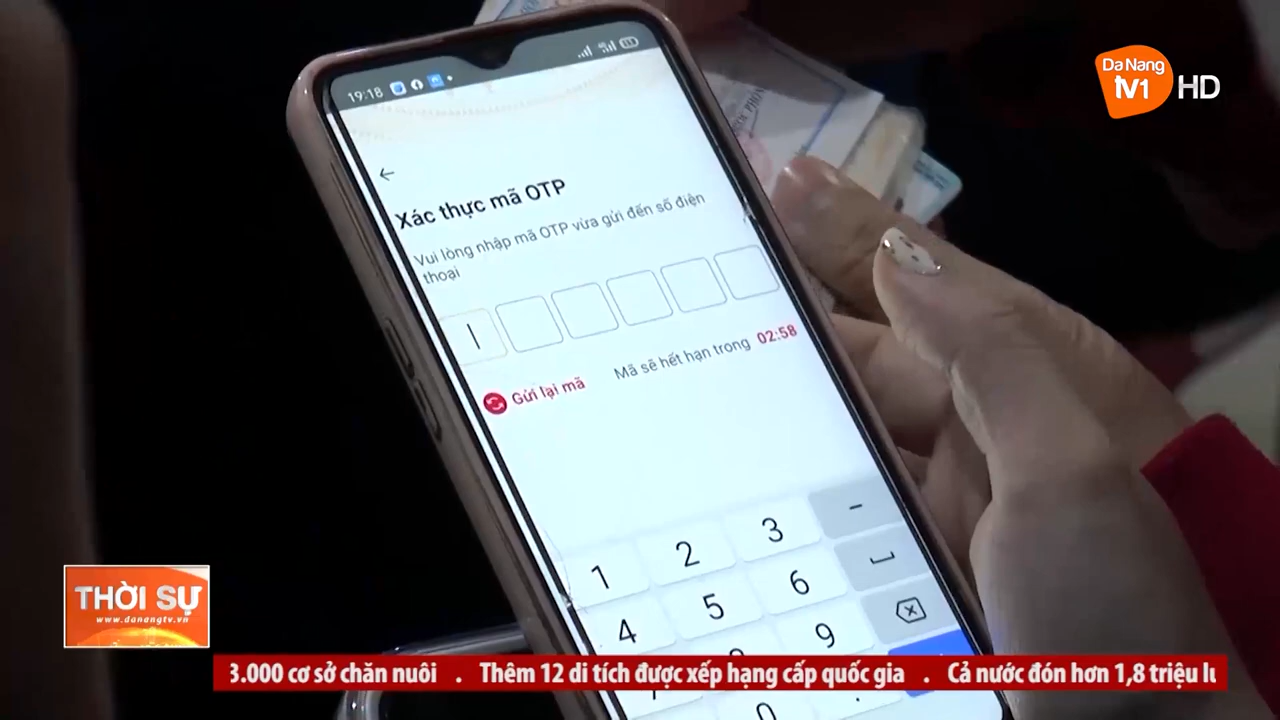 Da Nang
tv1 HD
19:18
Xác thực mã OTP
Vui lòng nhập mã OTP vừa gửi đến số điện
thoại
Gửi lại mã
Mã sẽ hết hạn trong 02:58
1 2 3 -
4 5 6
9
0 .
THỜI SỰ
www.danangtv.vn
3.000 cơ sở chăn nuôi . Thêm 12 di tích được xếp hạng cấp quốc gia . Cả nước đón hơn 1,8 triệu